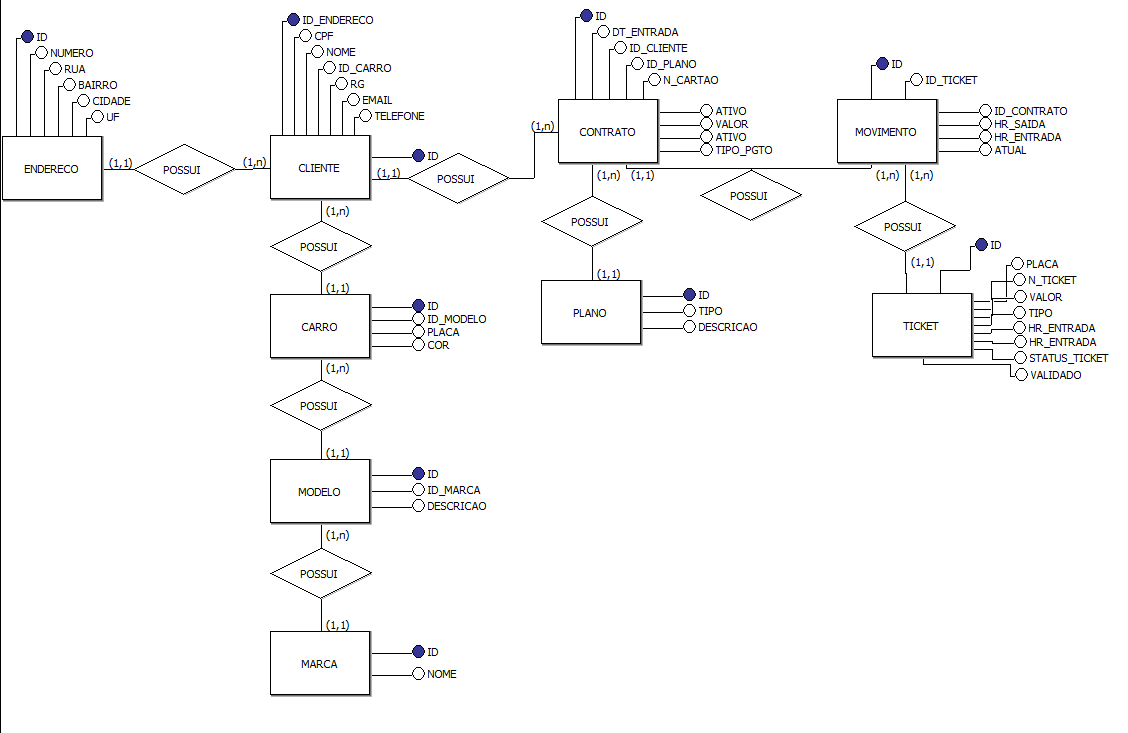 ID
NUMERO
RUA
BAIRRO
CIDADE
UF
ENDERECO
(1,1)
POSSUI
(1,n)
ID_ENDERECO
CPF
NOME
ID_CARRO
RG
EMAIL
TELEFONE
CLIENTE
ID
(1,1)
POSSUI
(1,n)
(1,n)
POSSUI
(1,1)
CARRO
ID
ID_MODELO
PLACA
COR
(1,n)
POSSUI
(1,1)
MODELO
ID
ID_MARCA
DESCRICAO
(1,n)
POSSUI
(1,1)
MARCA
ID
NOME
ID
DT_ENTRADA
ID_CLIENTE
ID_PLANO
N_CARTAO
CONTRATO
ATIVO
VALOR
ATIVO
TIPO_PGTO
(1,n)
(1,1)
POSSUI
(1,1)
PLANO
ID
TIPO
DESCRICAO
POSSUI
ID
ID_TICKET
MOVIMENTO
ID_CONTRATO
HR_SAIDA
HR_ENTRADA
ATUAL
(1,n)
(1,n)
POSSUI
(1,1)
TICKET
ID
PLACA
N_TICKET
VALOR
TIPO
HR_ENTRADA
HR_ENTRADA
STATUS_TICKET
VALIDADO